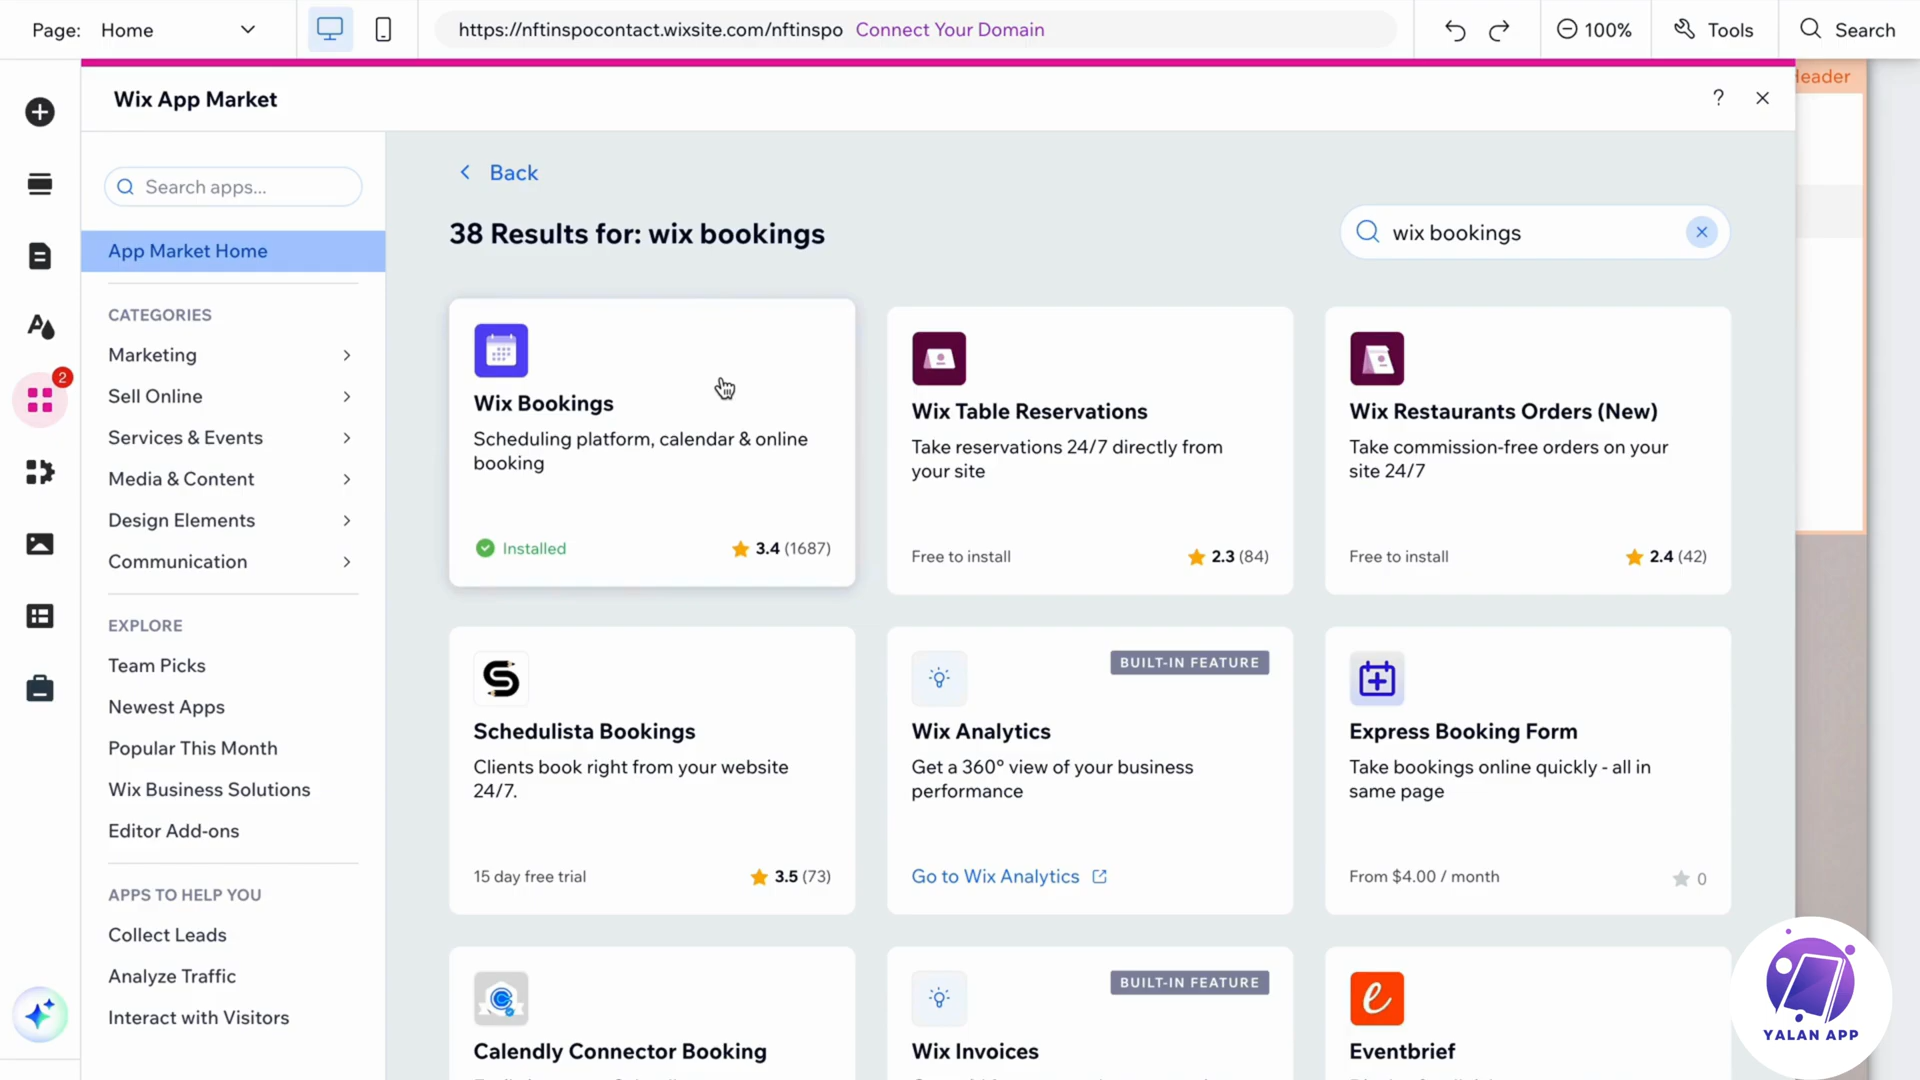 Page: Home
https://nftinspocontact.wixsite.com/nftinspo Connect Your Domain
100%
Tools
Search
Header
Wix App Market
?
Search apps...
App Market Home
CATEGORIES
Marketing
Sell Online
Services & Events
Media & Content
Design Elements
Communication
EXPLORE
Team Picks
Newest Apps
Popular This Month
Wix Business Solutions
Editor Add-ons
APPS TO HELP YOU
Collect Leads
Analyze Traffic
Interact with Visitors
2
Back
38 Results for: wix bookings
wix bookings
Wix Bookings
Scheduling platform, calendar & online
booking
Installed
3.4 (1687)
Wix Table Reservations
Take reservations 24/7 directly from
your site
Free to install
2.3 (84)
Wix Restaurants Orders (New)
Take commission-free orders on your
site 24/7
Free to install
2.4 (42)
Schedulista Bookings
Clients book right from your website
24/7.
15 day free trial
3.5 (73)
BUILT-IN FEATURE
Wix Analytics
Get a 360° view of your business
performance
Go to Wix Analytics
Express Booking Form
Take bookings online quickly - all in
same page
From $4.00 / month
0
Calendly Connector Booking
BUILT-IN FEATURE
Wix Invoices
Eventbrief
YALAN APP